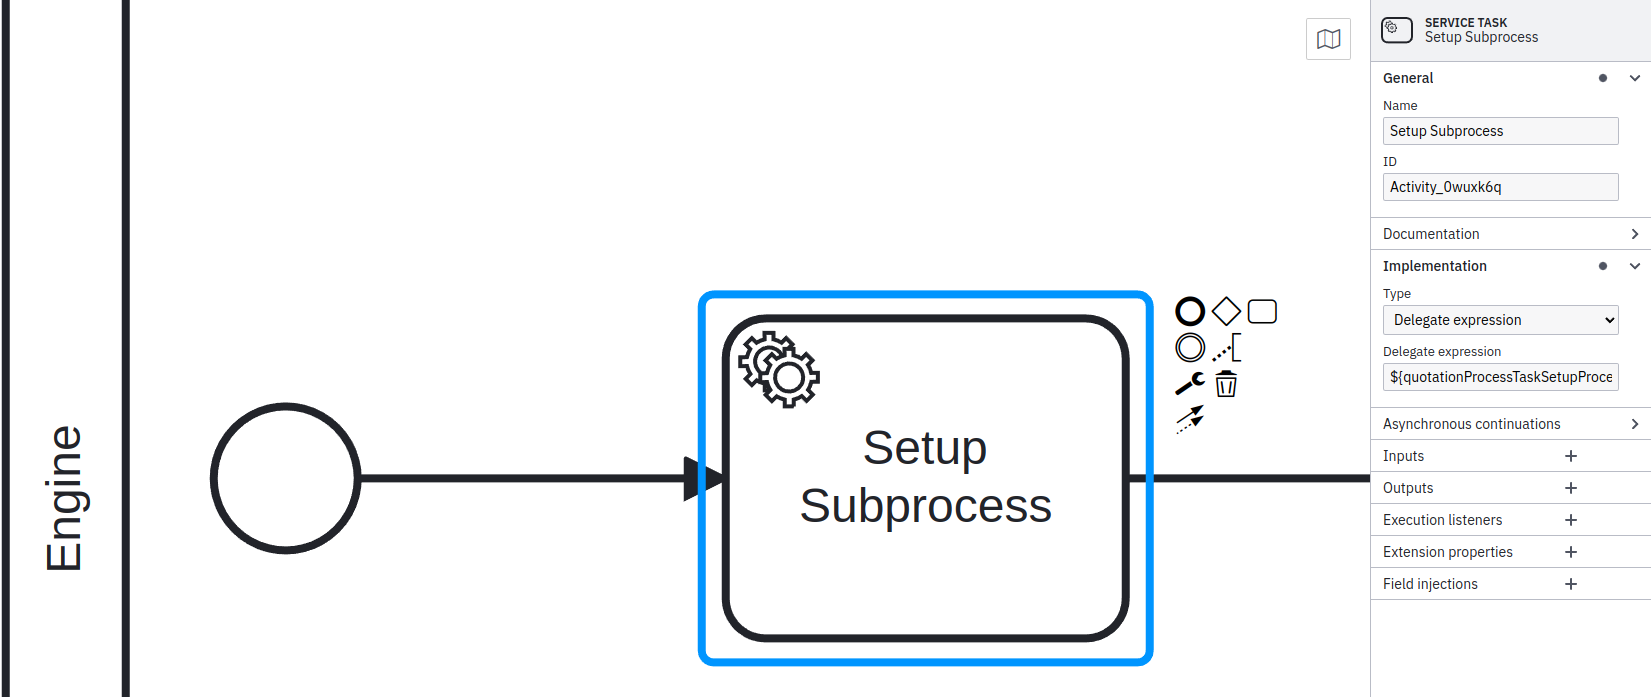 Engine
Setup
Subprocess
SERVICE TASK
Setup Subprocess
General
Name
Setup Subprocess
ID
Activity_0wuxk6q
Documentation
Implementation
Type
Delegate expression
Delegate expression
${quotationProcessTaskSetupProce
Asynchronous continuations
Inputs
Outputs
Execution listeners
Extension properties
Field injections